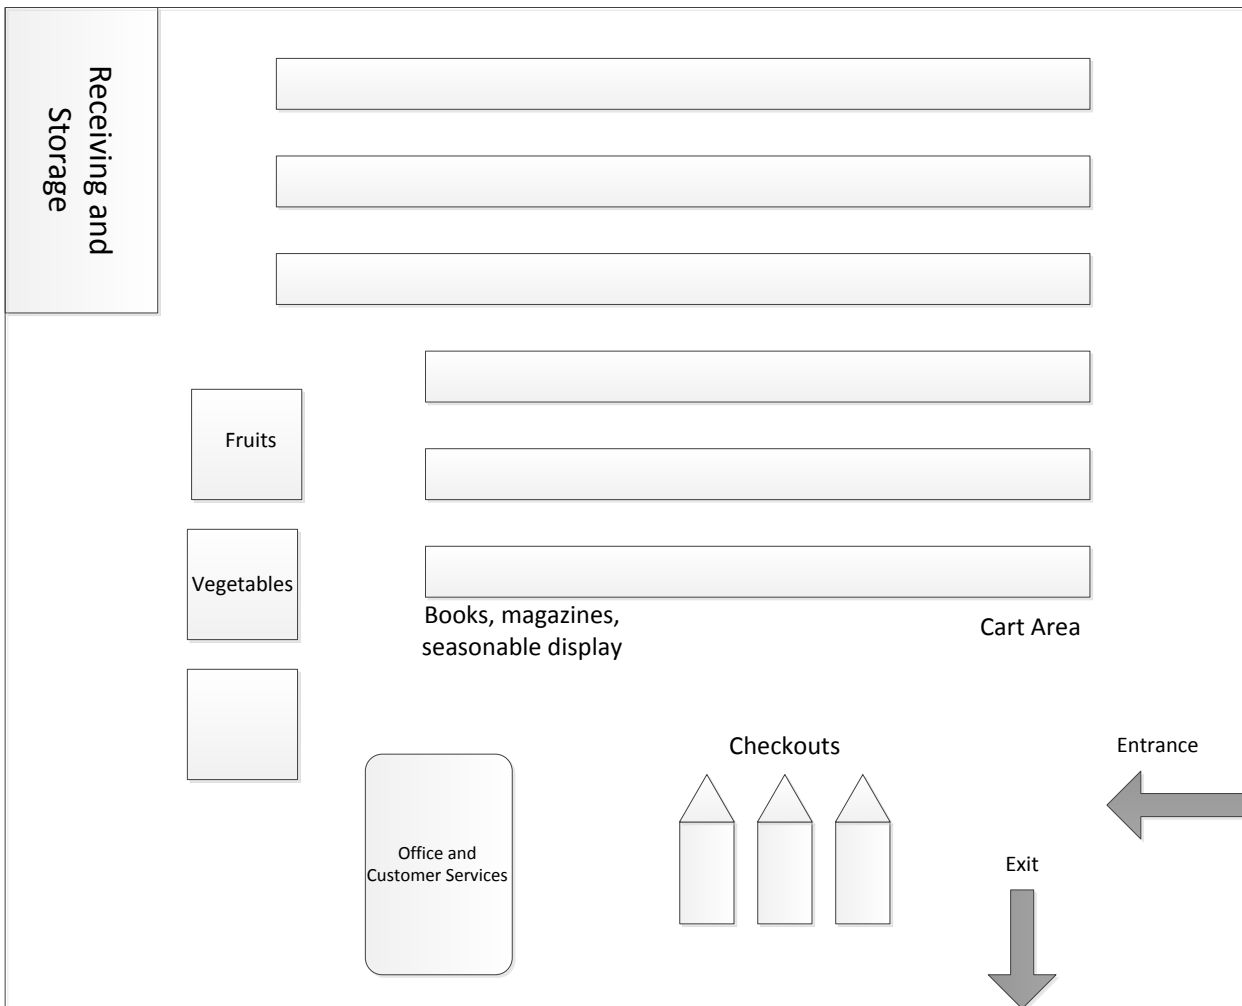 Receiving and
Storage
Fruits
Vegetables
Books, magazines,
seasonable display
Cart Area
Checkouts
Entrance
Office and
Customer Services
Exit